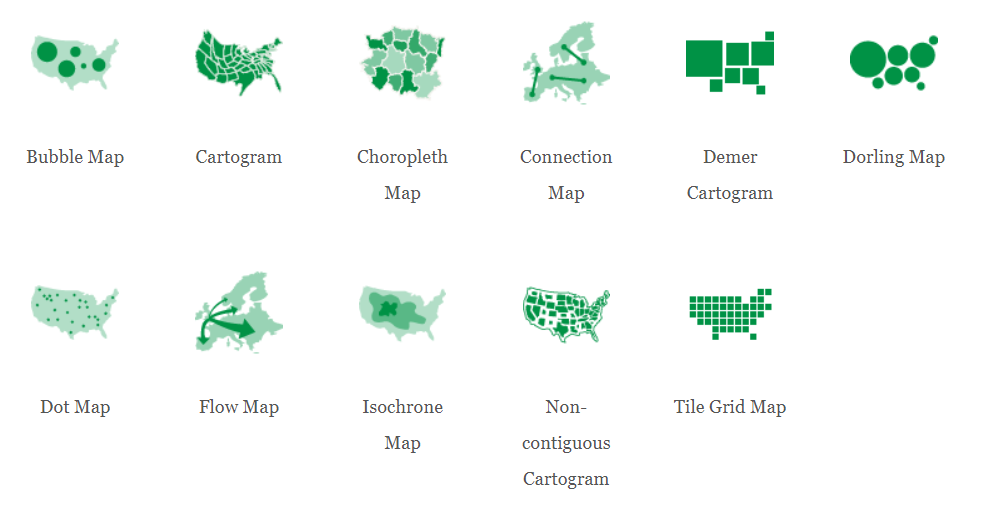 Bubble Map
Cartogram
Choropleth
Map
Connection
Map
Demer
Cartogram
Dorling Map
Dot Map
Flow Map
Isochrone
Map
Non-
contiguous
Cartogram
Tile Grid Map